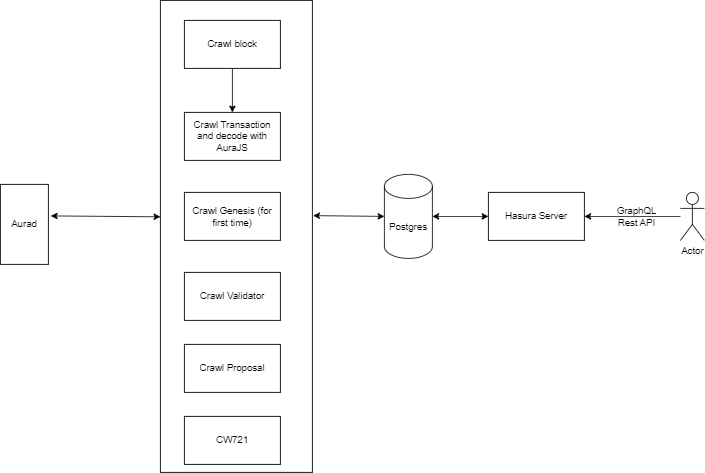 Crawl block
Crawl Transaction
and decode with
AuraJS
Aurad
Crawl Genesis (for
first time)
Postgres
Hasura Server
GraphQL
Rest API
Actor
Crawl Validator
Crawl Proposal
CW721